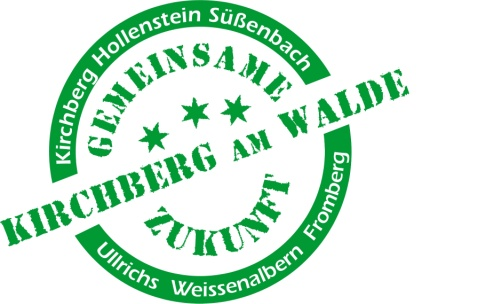 Kirchberg Hollenstein Süßenbach
GEMEINSAME
KIRCHBERG AM WALDE
ZUKUNFT
Ullrichs Weissenalbern Fromberg